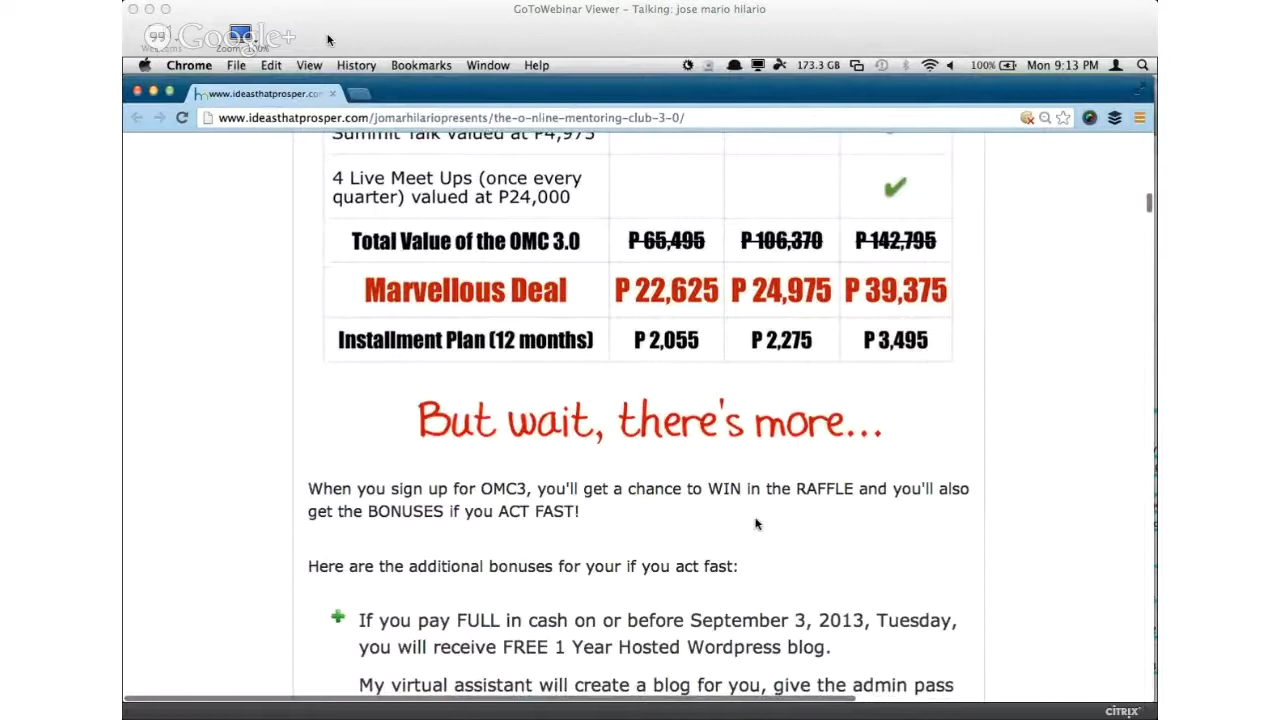 GoToWebinar Viewer - Talking: jose mario hilario
Google+
Chrome File Edit View History Bookmarks Window Help 173.3 GB 100% Mon 9:13 PM
www.ideasthatprosper.co
www.ideasthatprosper.com/jomarhilariopresents/the-o-nline-mentoring-club-3-0/
Summit Talk valued at P4,975
4 Live Meet Ups (once every
quarter) valued at P24,000
Total Value of the OMC 3.0 P 65,495 P 106,370 P 142,795
Marvellous Deal P 22,625 P 24,975 P 39,375
Installment Plan (12 months) P 2,055 P 2,275 P 3,495
But wait, there's more...
When you sign up for OMC3, you'll get a chance to WIN in the RAFFLE and you'll also
get the BONUSES if you ACT FAST!
Here are the additional bonuses for your if you act fast:
If you pay FULL in cash on or before September 3, 2013, Tuesday,
you will receive FREE 1 Year Hosted Wordpress blog.
My virtual assistant will create a blog for you, give the admin pass
CITRIX